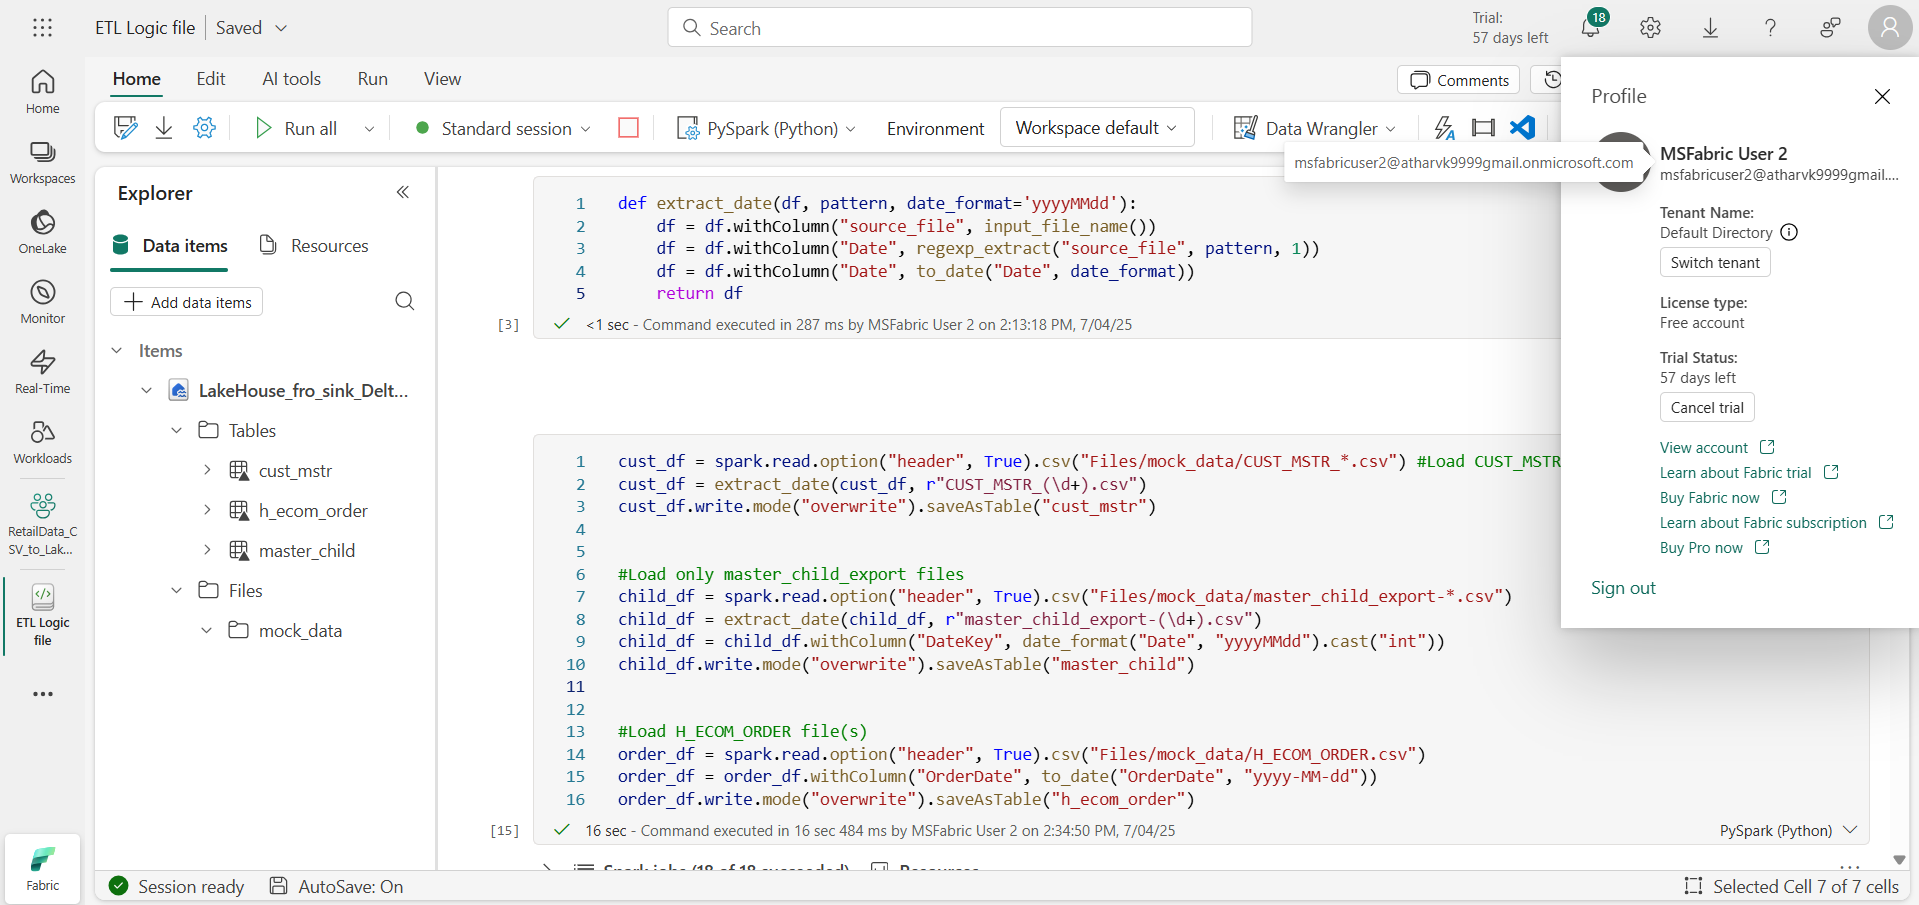 ETL Logic file
Saved
Search
Trial:
57 days left
18
Home
Edit
AI tools
Run
View
Comments
Run all
Standard session
PySpark (Python)
Environment
Workspace default
Data Wrangler
Home
Workspaces
OneLake
Monitor
Real-Time
Workloads
RetailData_C
SV_to_Lak...
ETL Logic
file
Fabric
Explorer
Data items
Resources
Add data items
Items
LakeHouse_fro_sink_Delt...
Tables
cust_mstr
h_ecom_order
master_child
Files
mock_data
1 def extract_date(df, pattern, date_format='yyyyMMdd'):
2 df = df.withColumn("source_file", input_file_name())
3 df = df.withColumn("Date", regexp_extract("source_file", pattern, 1))
4 df = df.withColumn("Date", to_date("Date", date_format))
5 return df
[3] <1 sec - Command executed in 287 ms by MSFabric User 2 on 2:13:18 PM, 7/04/25
1 cust_df = spark.read.option("header", True).csv("Files/mock_data/CUST_MSTR_*.csv") #Load CUST_MSTR
2 cust_df = extract_date(cust_df, r"CUST_MSTR_(\d+).csv")
3 cust_df.write.mode("overwrite").saveAsTable("cust_mstr")
4
5
6 #Load only master_child_export files
7 child_df = spark.read.option("header", True).csv("Files/mock_data/master_child_export-*.csv")
8 child_df = extract_date(child_df, r"master_child_export-(\d+).csv")
9 child_df = child_df.withColumn("DateKey", date_format("Date", "yyyyMMdd").cast("int"))
10 child_df.write.mode("overwrite").saveAsTable("master_child")
11
12
13 #Load H_ECOM_ORDER file(s)
14 order_df = spark.read.option("header", True).csv("Files/mock_data/H_ECOM_ORDER.csv")
15 order_df = order_df.withColumn("OrderDate", to_date("OrderDate", "yyyy-MM-dd"))
16 order_df.write.mode("overwrite").saveAsTable("h_ecom_order")
[15] 16 sec - Command executed in 16 sec 484 ms by MSFabric User 2 on 2:34:50 PM, 7/04/25
PySpark (Python)
Spark jobs (18 of 18 succeeded)
Resources
Profile
msfabricuser2@atharvk9999gmail.onmicrosoft.com
MSFabric User 2
msfabricuser2@atharvk9999gmail....
Tenant Name:
Default Directory
Switch tenant
License type:
Free account
Trial Status:
57 days left
Cancel trial
View account
Learn about Fabric trial
Buy Fabric now
Learn about Fabric subscription
Buy Pro now
Sign out
Session ready
AutoSave: On
Selected Cell 7 of 7 cells